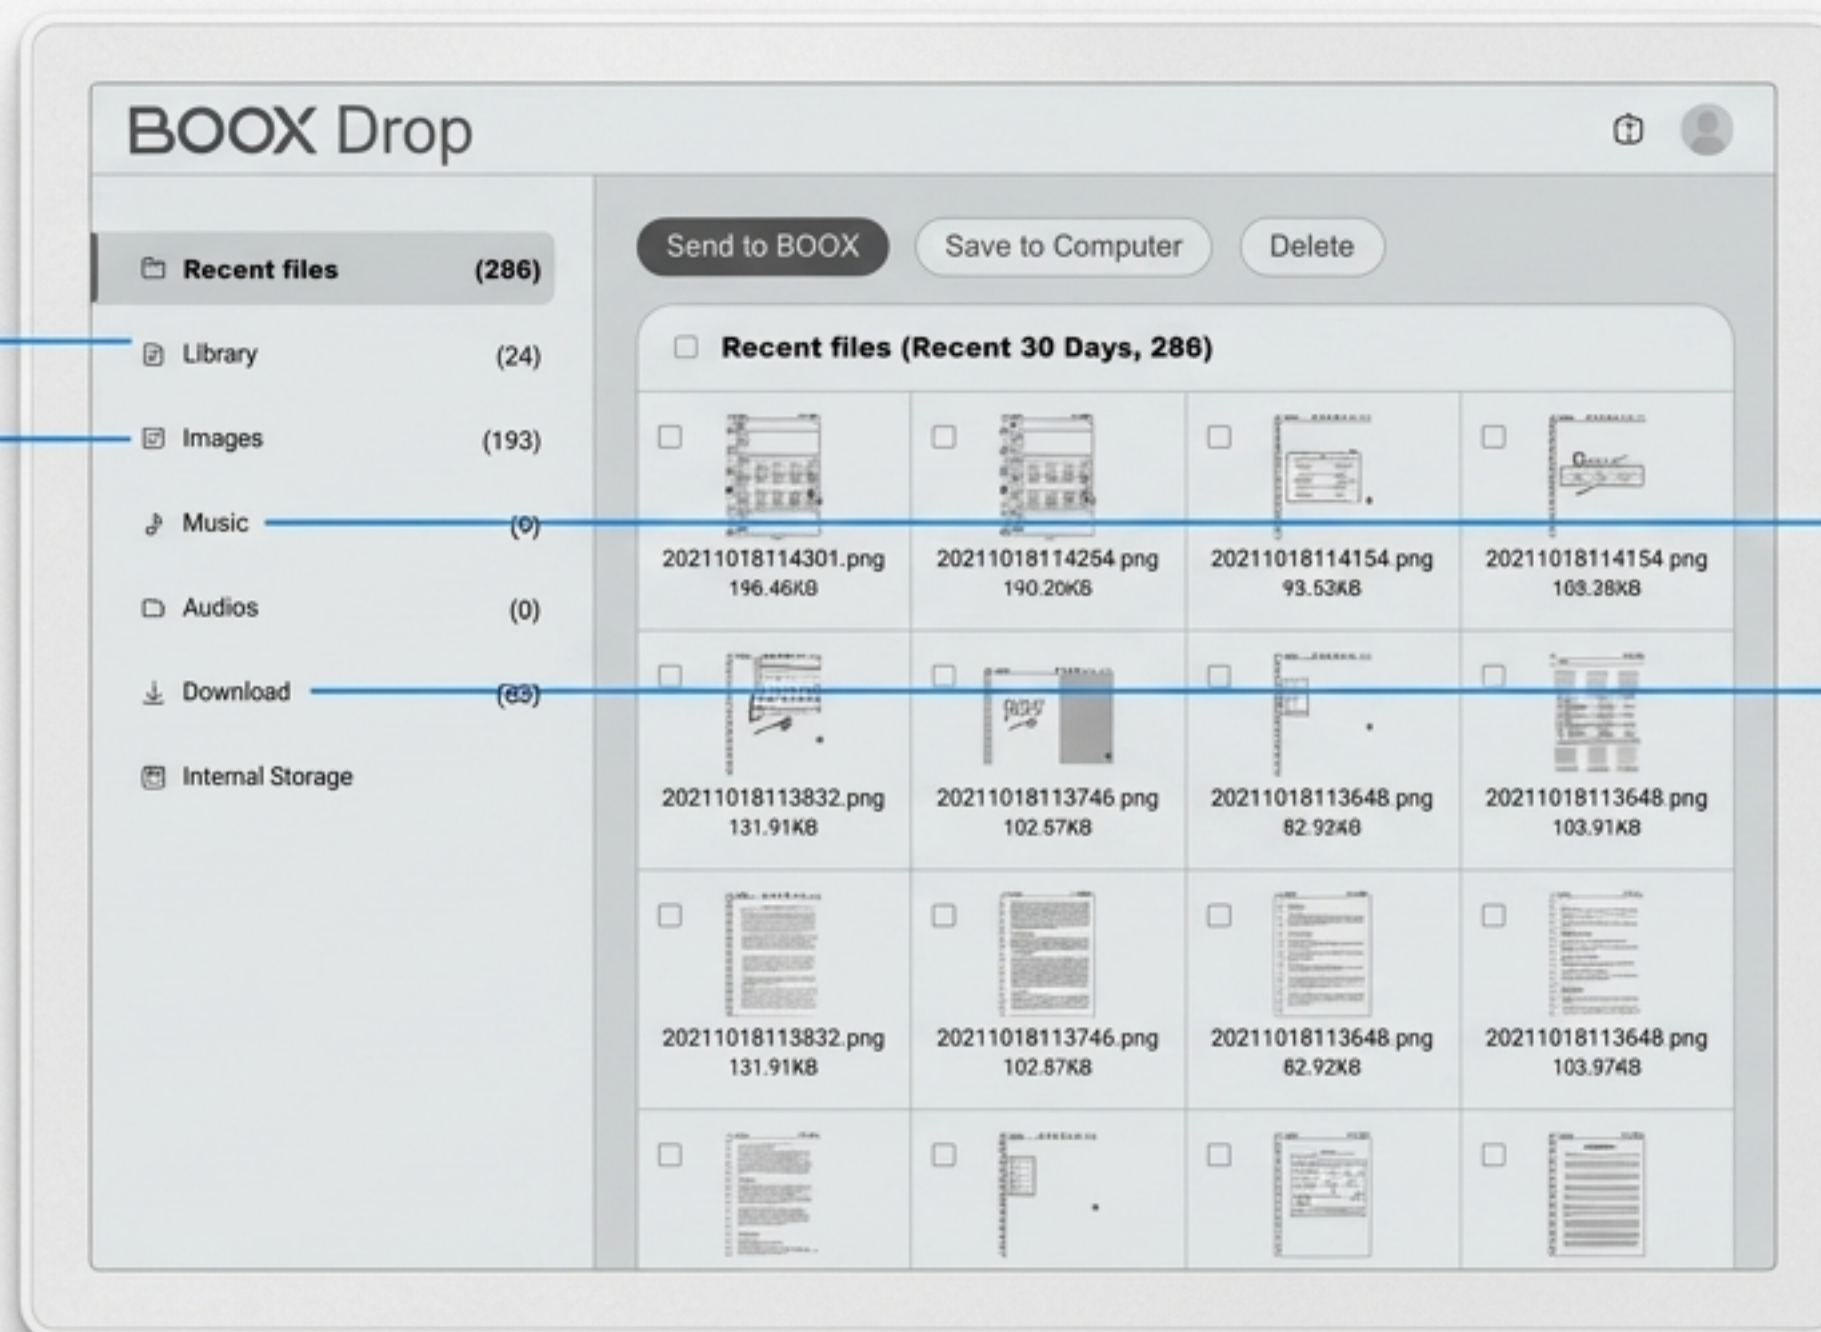 BOOX Drop
Recent files (286)
Library (24)
Images (193)
Music (0)
Audios (0)
Download
Internal Storage
Send to BOOX Save to Computer Delete
Recent files (Recent 30 Days, 286)
20211018114301.png 20211018114254.png 20211018114154.png 20211018114154.png
196.46KB 190.20KB 93.53KB 103.38KB
20211018113832.png 20211018113746.png 20211018113648.png 20211018113648.png
131.91KB 102.57KB 82.92KB 103.91KB
20211018113832.png 20211018113746.png 20211018113648.png 20211018113648.png
131.91KB 102.87KB 62.92KB